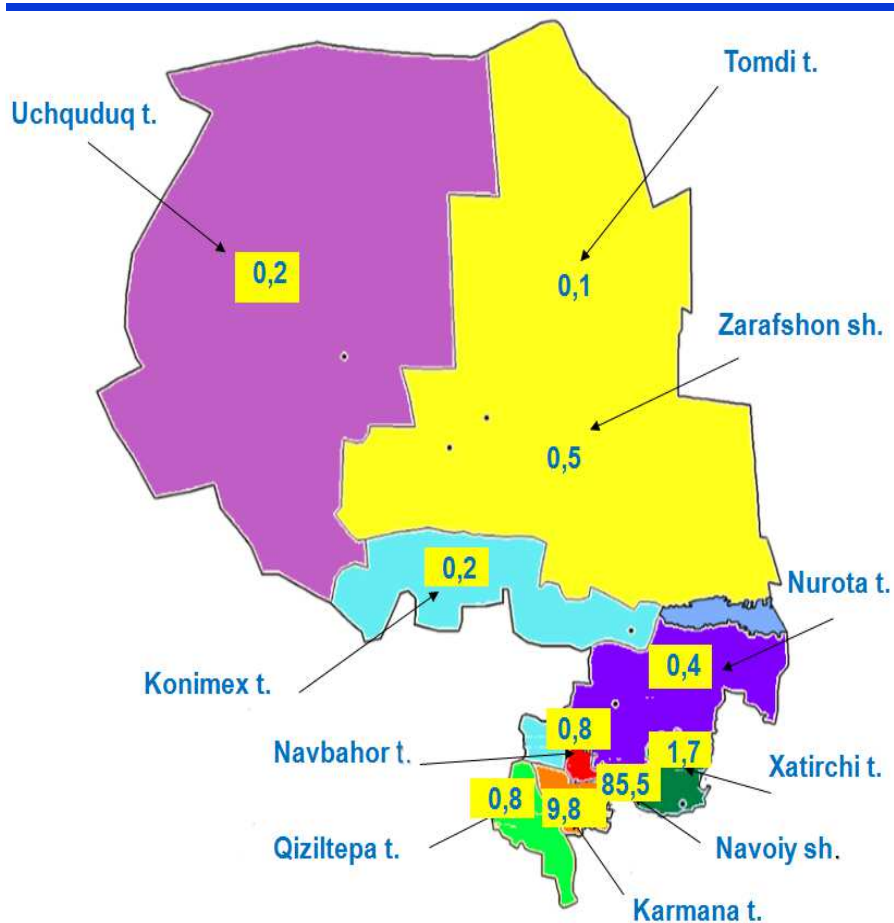 Tomdi t.
Uchquduq t.
0,2
0,1
Zarafshon sh.
0,5
0,2
Nurota t.
0,4
Konimex t.
0,8
Navbahor t.
1,7
Xatirchi t.
85,5
0,8
9,8
Qiziltepa t.
Navoiy sh.
Karmana t.